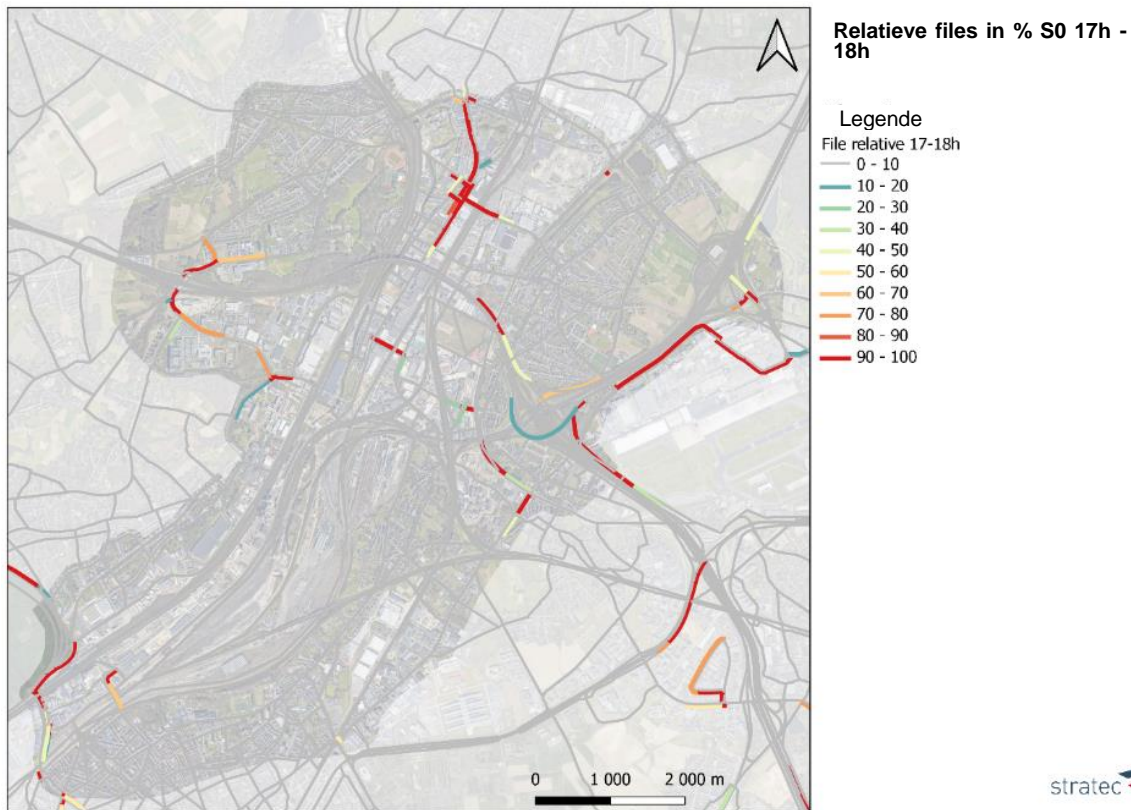 Relatieve files in % S0 17h -
18h
Legende
File relative 17-18h
0 - 10
10 - 20
20 - 30
30 - 40
40 - 50
50 - 60
60 - 70
70 - 80
80 - 90
90 - 100
0 1 000 2 000 m
stratec